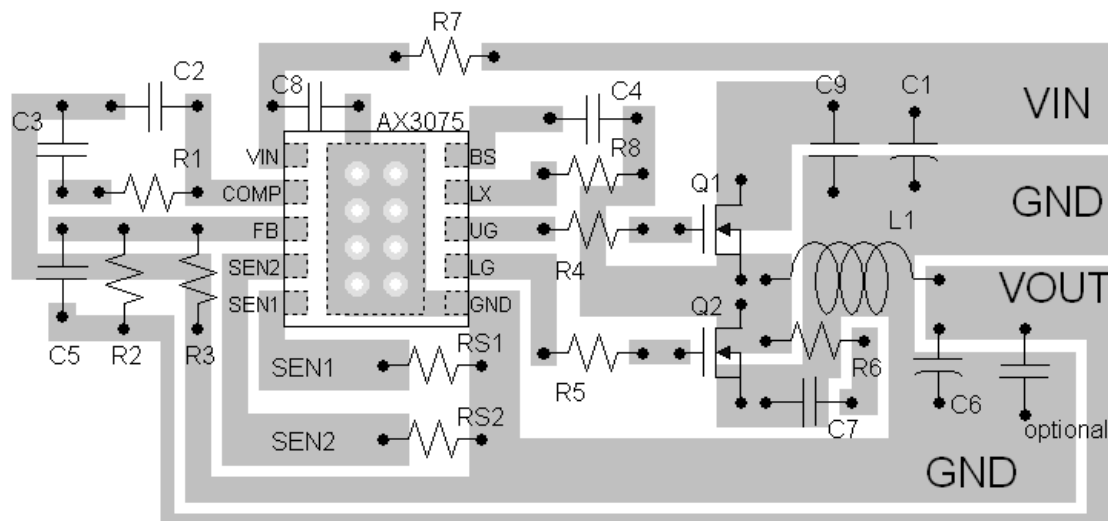 R7
C2
C8
C4
C9
C1
VIN
C3
AX3075
R1
R8
VIN
BS
COMP
LX
Q1
GND
FB
UG
L1
SEN2
LG
R4
VOUT
SEN1
GND
Q2
C5
R2
R3
RS1
SEN1
R5
R6
RS2
C6
SEN2
C7
optional
GND